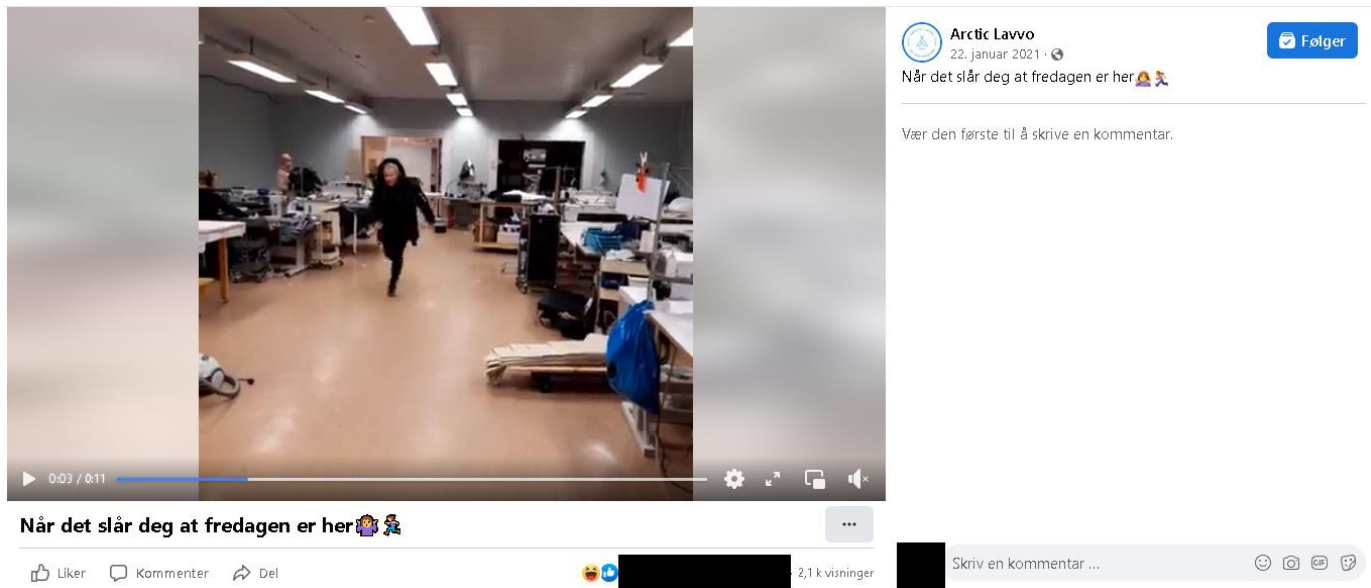 Arctic Lavvo
22. januar 2021 ·
Følger
Når det slår deg at fredagen er her🤷‍♀️🏃‍♀️
Vær den første til å skrive en kommentar.
0:03 / 0:11
Når det slår deg at fredagen er her🤷‍♀️🏃‍♀️
Liker Kommenter Del
· 2,1 k visninger
Skriv en kommentar ...
GIF